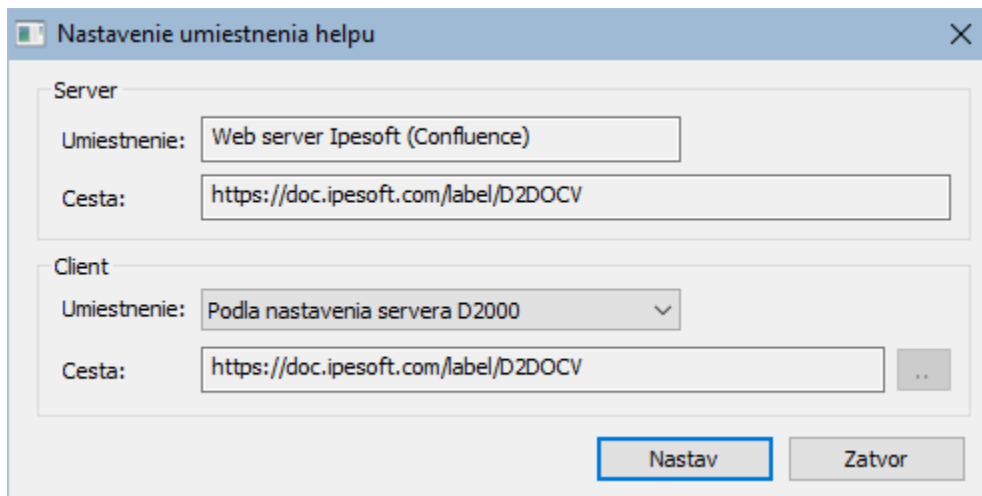 Nastavenie umiestnenia helpu
Server
Umiestnenie: Web server Ipesoft (Confluence)
Cesta: https://doc.ipesoft.com/label/D2DOCV
Client
Umiestnenie: Podla nastavenia servera D2000
Cesta: https://doc.ipesoft.com/label/D2DOCV ..
Nastav Zatvor